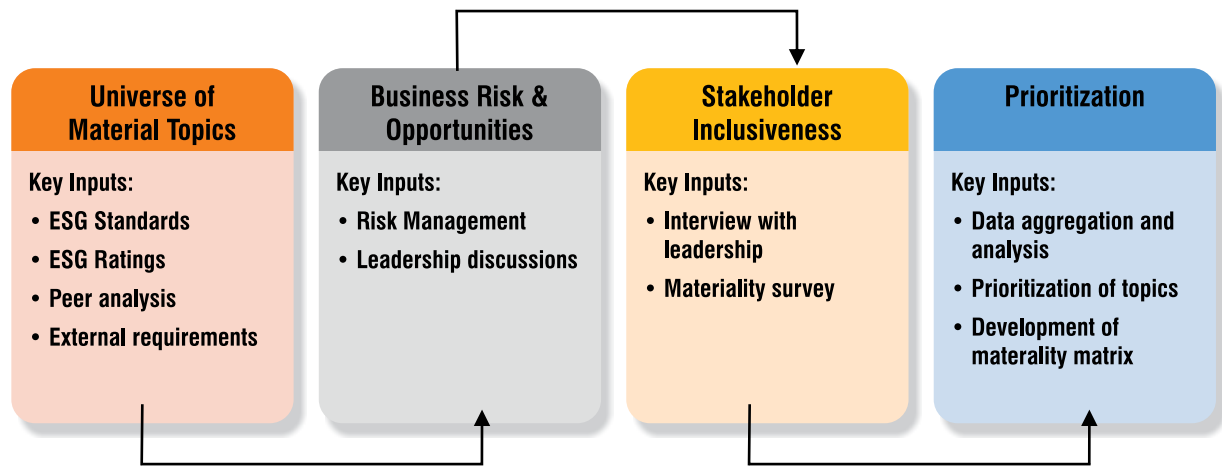 Universe of
Material Topics
Key Inputs:
• ESG Standards
• ESG Ratings
• Peer analysis
• External requirements
Business Risk &
Opportunities
Key Inputs:
• Risk Management
• Leadership discussions
Stakeholder
Inclusiveness
Key Inputs:
• Interview with
leadership
• Materiality survey
Prioritization
Key Inputs:
• Data aggregation and
analysis
• Prioritization of topics
• Development of
materality matrix